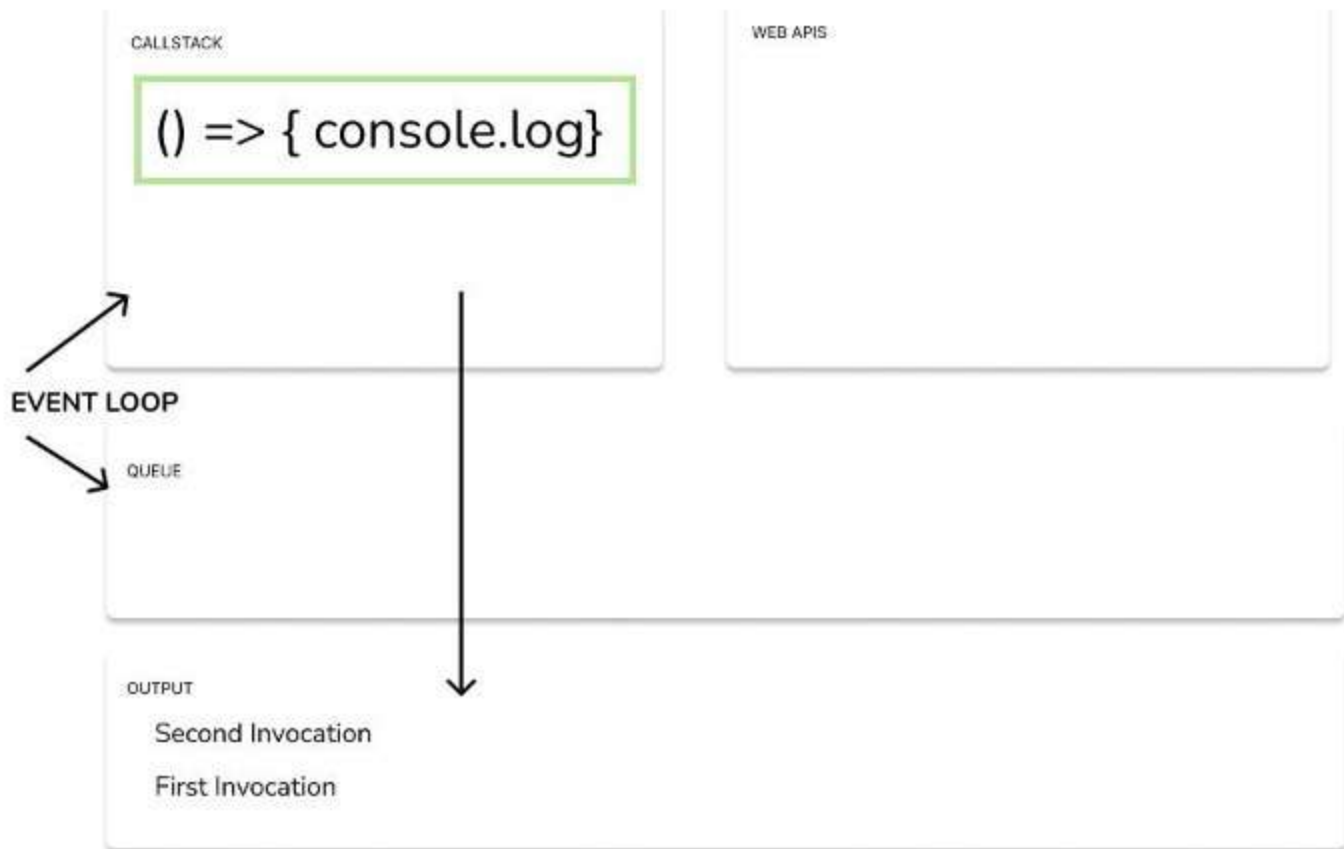 CALLSTACK
WEB APIS
() => { console.log}
EVENT LOOP
QUEUE
OUTPUT
Second Invocation
First Invocation